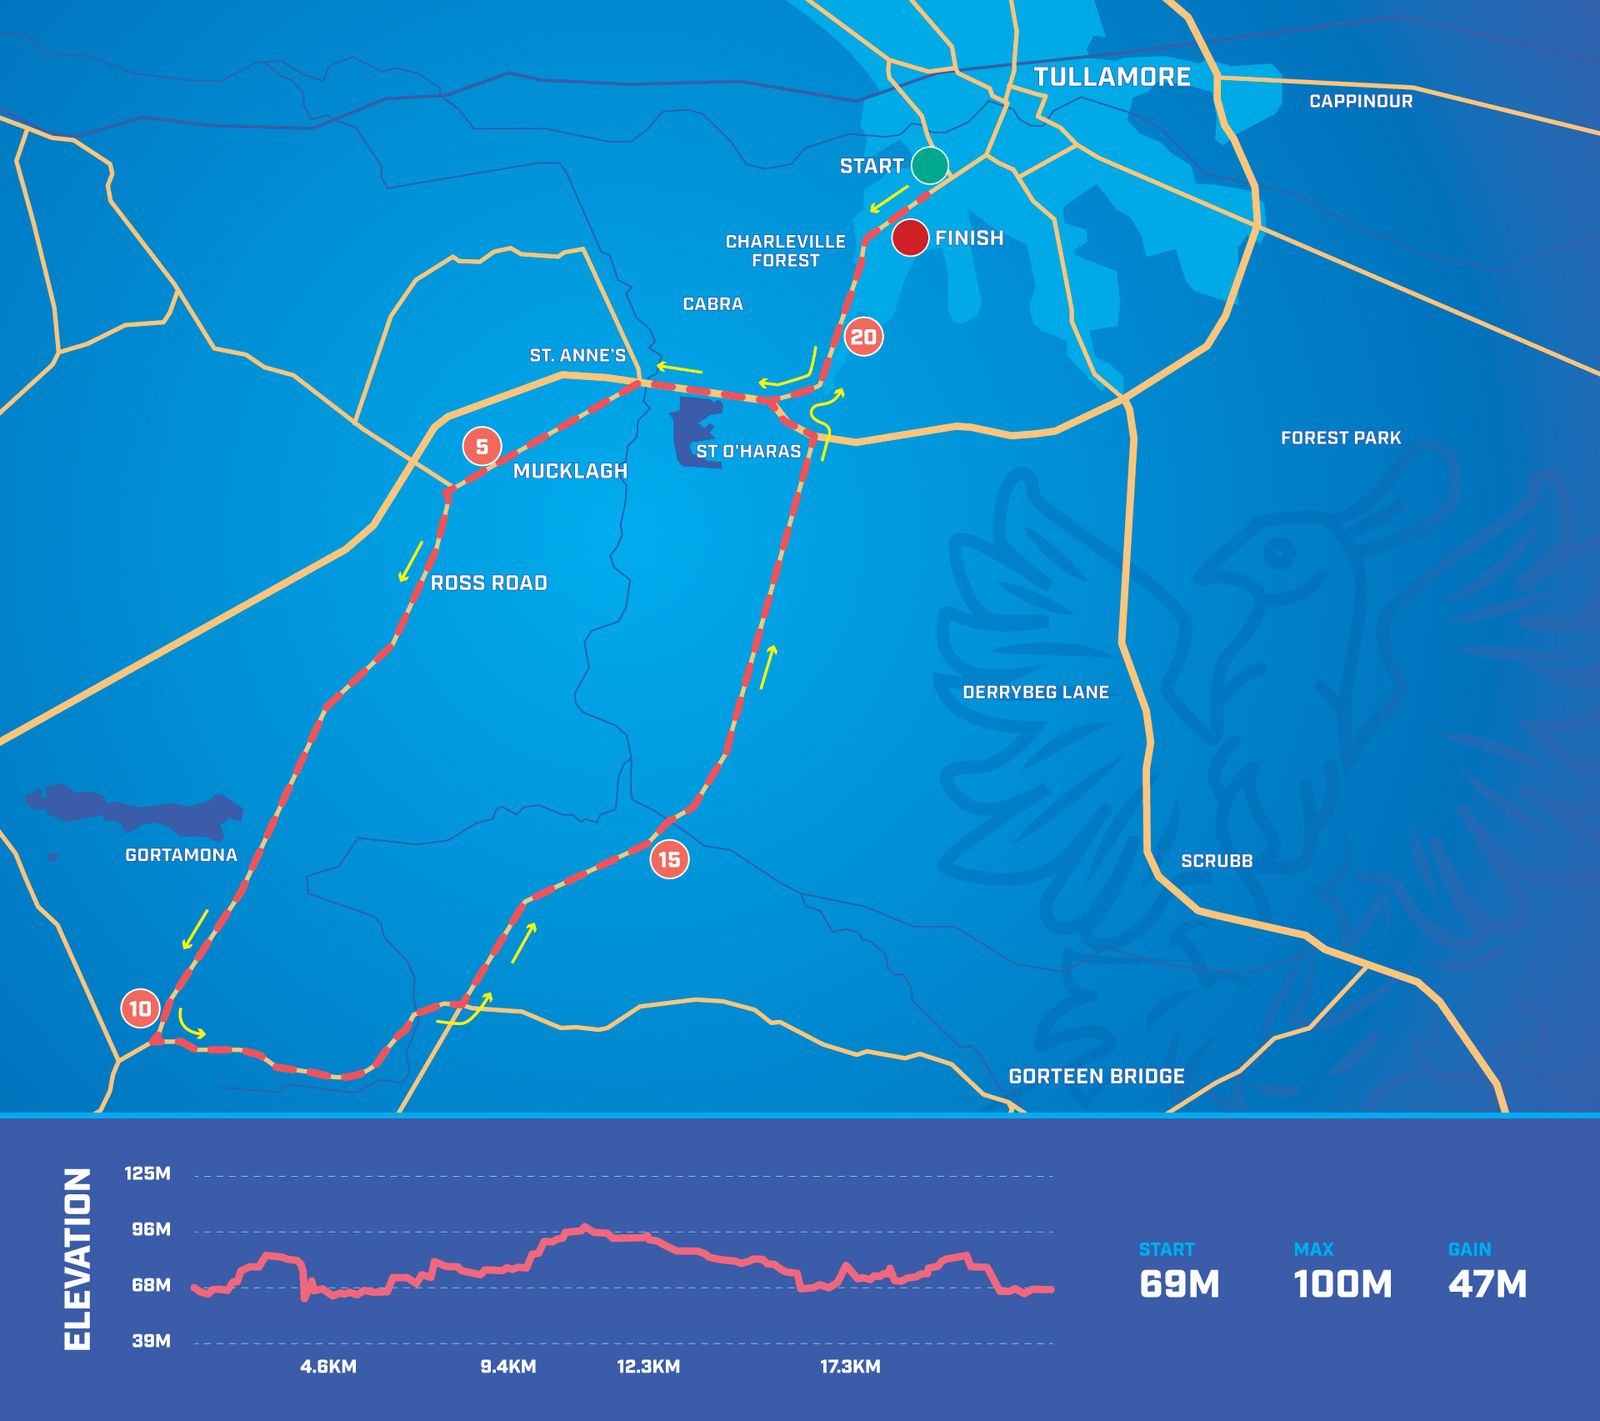 TULLAMORE
CAPPINOUR
START
FINISH
CHARLEVILLE
FOREST
CABRA
20
ST. ANNE'S
5
MUCKLAGH
ST O'HARAS
FOREST PARK
ROSS ROAD
DERRYBEG LANE
GORTAMONA
15
SCRUBB
10
GORTEEN BRIDGE
ELEVATION
125M
96M
68M
39M
4.6KM
9.4KM
12.3KM
17.3KM
START
69M
MAX
100M
GAIN
47M